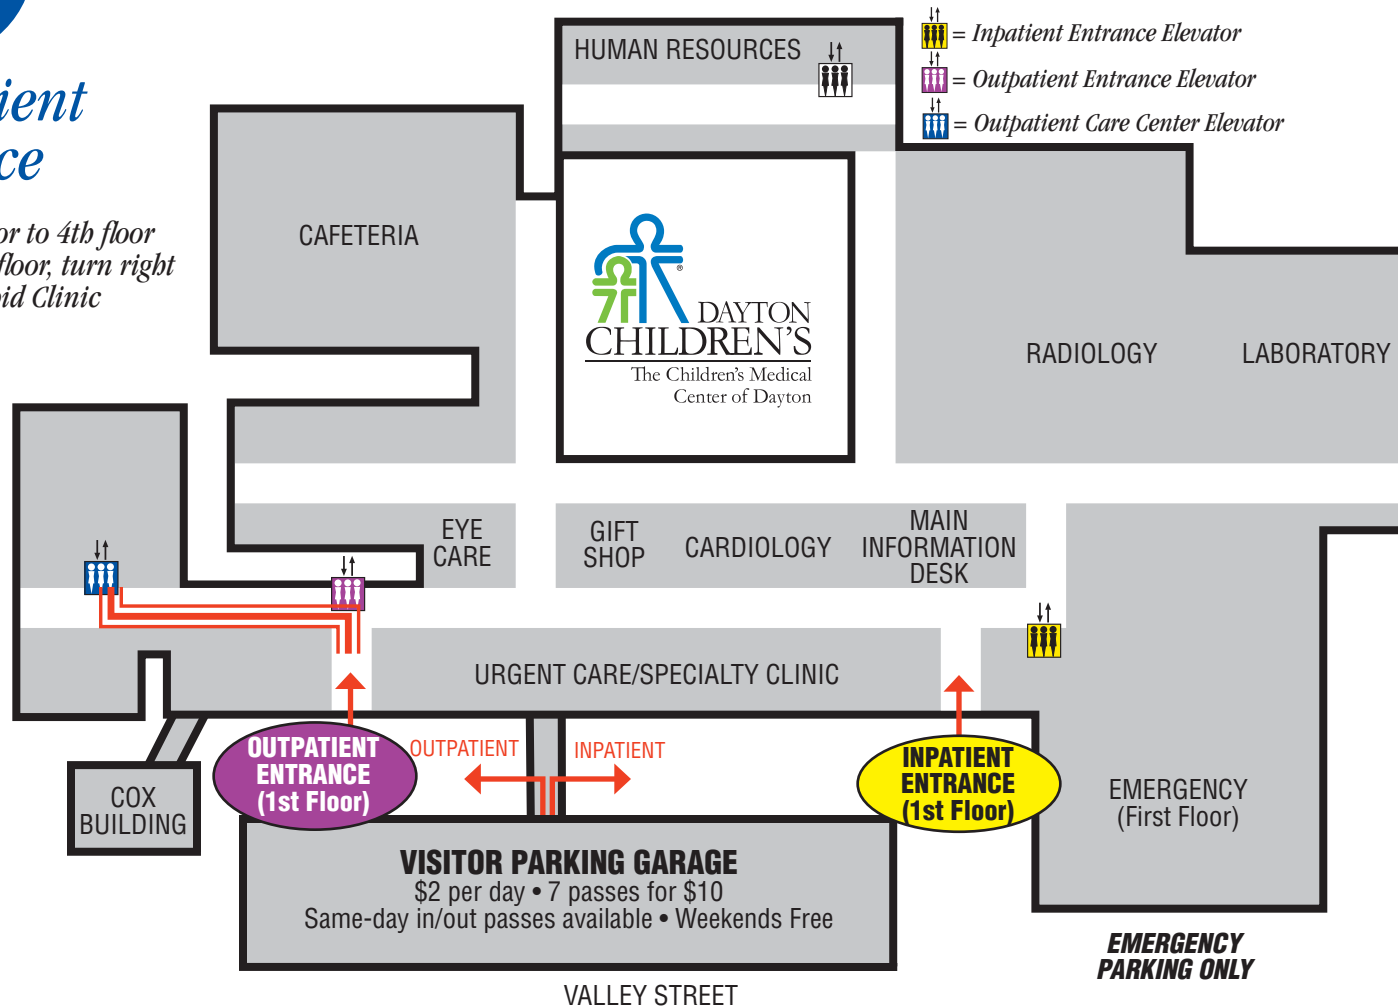 ient
ce
or to 4th floor
floor, turn right
id Clinic
= Inpatient Entrance Elevator
= Outpatient Entrance Elevator
= Outpatient Care Center Elevator
HUMAN RESOURCES
CAFETERIA
®
DAYTON
CHILDREN'S
The Children's Medical
Center of Dayton
RADIOLOGY
LABORATORY
EYE
CARE
GIFT
SHOP
CARDIOLOGY
MAIN
INFORMATION
DESK
URGENT CARE/SPECIALTY CLINIC
OUTPATIENT
ENTRANCE
(1st Floor)
OUTPATIENT
INPATIENT
INPATIENT
ENTRANCE
(1st Floor)
COX
BUILDING
EMERGENCY
(First Floor)
VISITOR PARKING GARAGE
$2 per day • 7 passes for $10
Same-day in/out passes available • Weekends Free
EMERGENCY
PARKING ONLY
VALLEY STREET